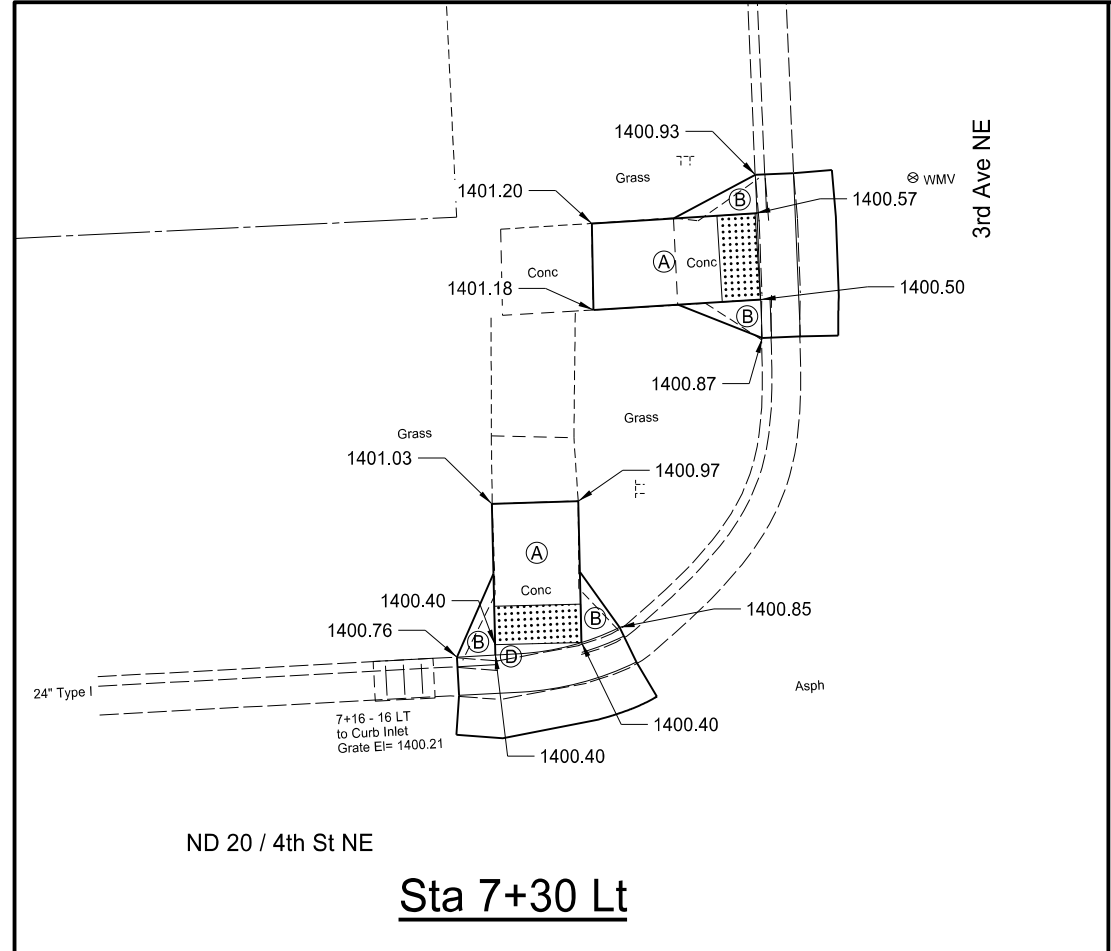 1400.93
Grass
3rd Ave NE
WMV
1401.20
B
1400.57
A
Conc
Conc
1401.18
B
1400.50
1400.87
Grass
Grass
1401.03
1400.97
A
Conc
1400.40
B
1400.85
1400.76
B
D
24" Type I
Asph
7+16 - 16 LT
to Curb Inlet
Grate El= 1400.21
1400.40
1400.40
ND 20 / 4th St NE
Sta 7+30 Lt